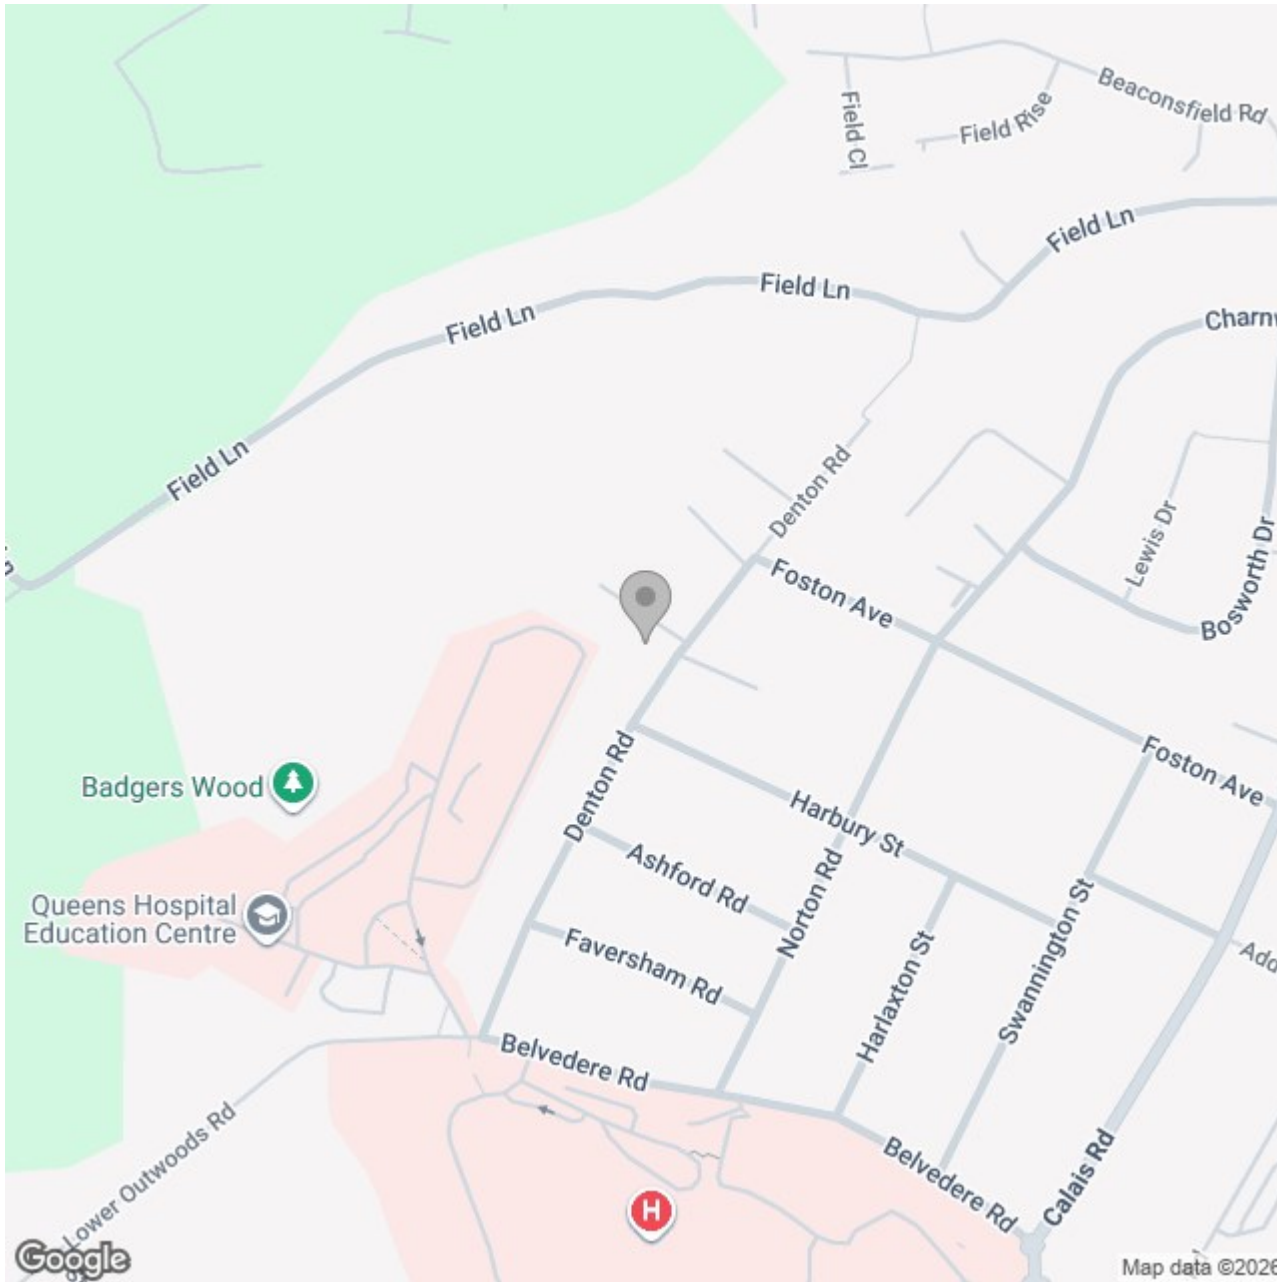 Beaconsfield Rd
Field Cl
Field Rise
Field Ln
Field Ln
Field Ln
Charnw
Field Ln
Denton Rd
Lewis Dr
Bosworth Dr
Foston Ave
Foston Ave
Denton Rd
Badgers Wood
Harbury St
Ashford Rd
Norton Rd
Queens Hospital
Education Centre
Swannington St
Faversham Rd
Harlaxton St
Add
Belvedere Rd
Lower Outwoods Rd
Calais Rd
Belvedere Rd
H
Google
Map data ©2026